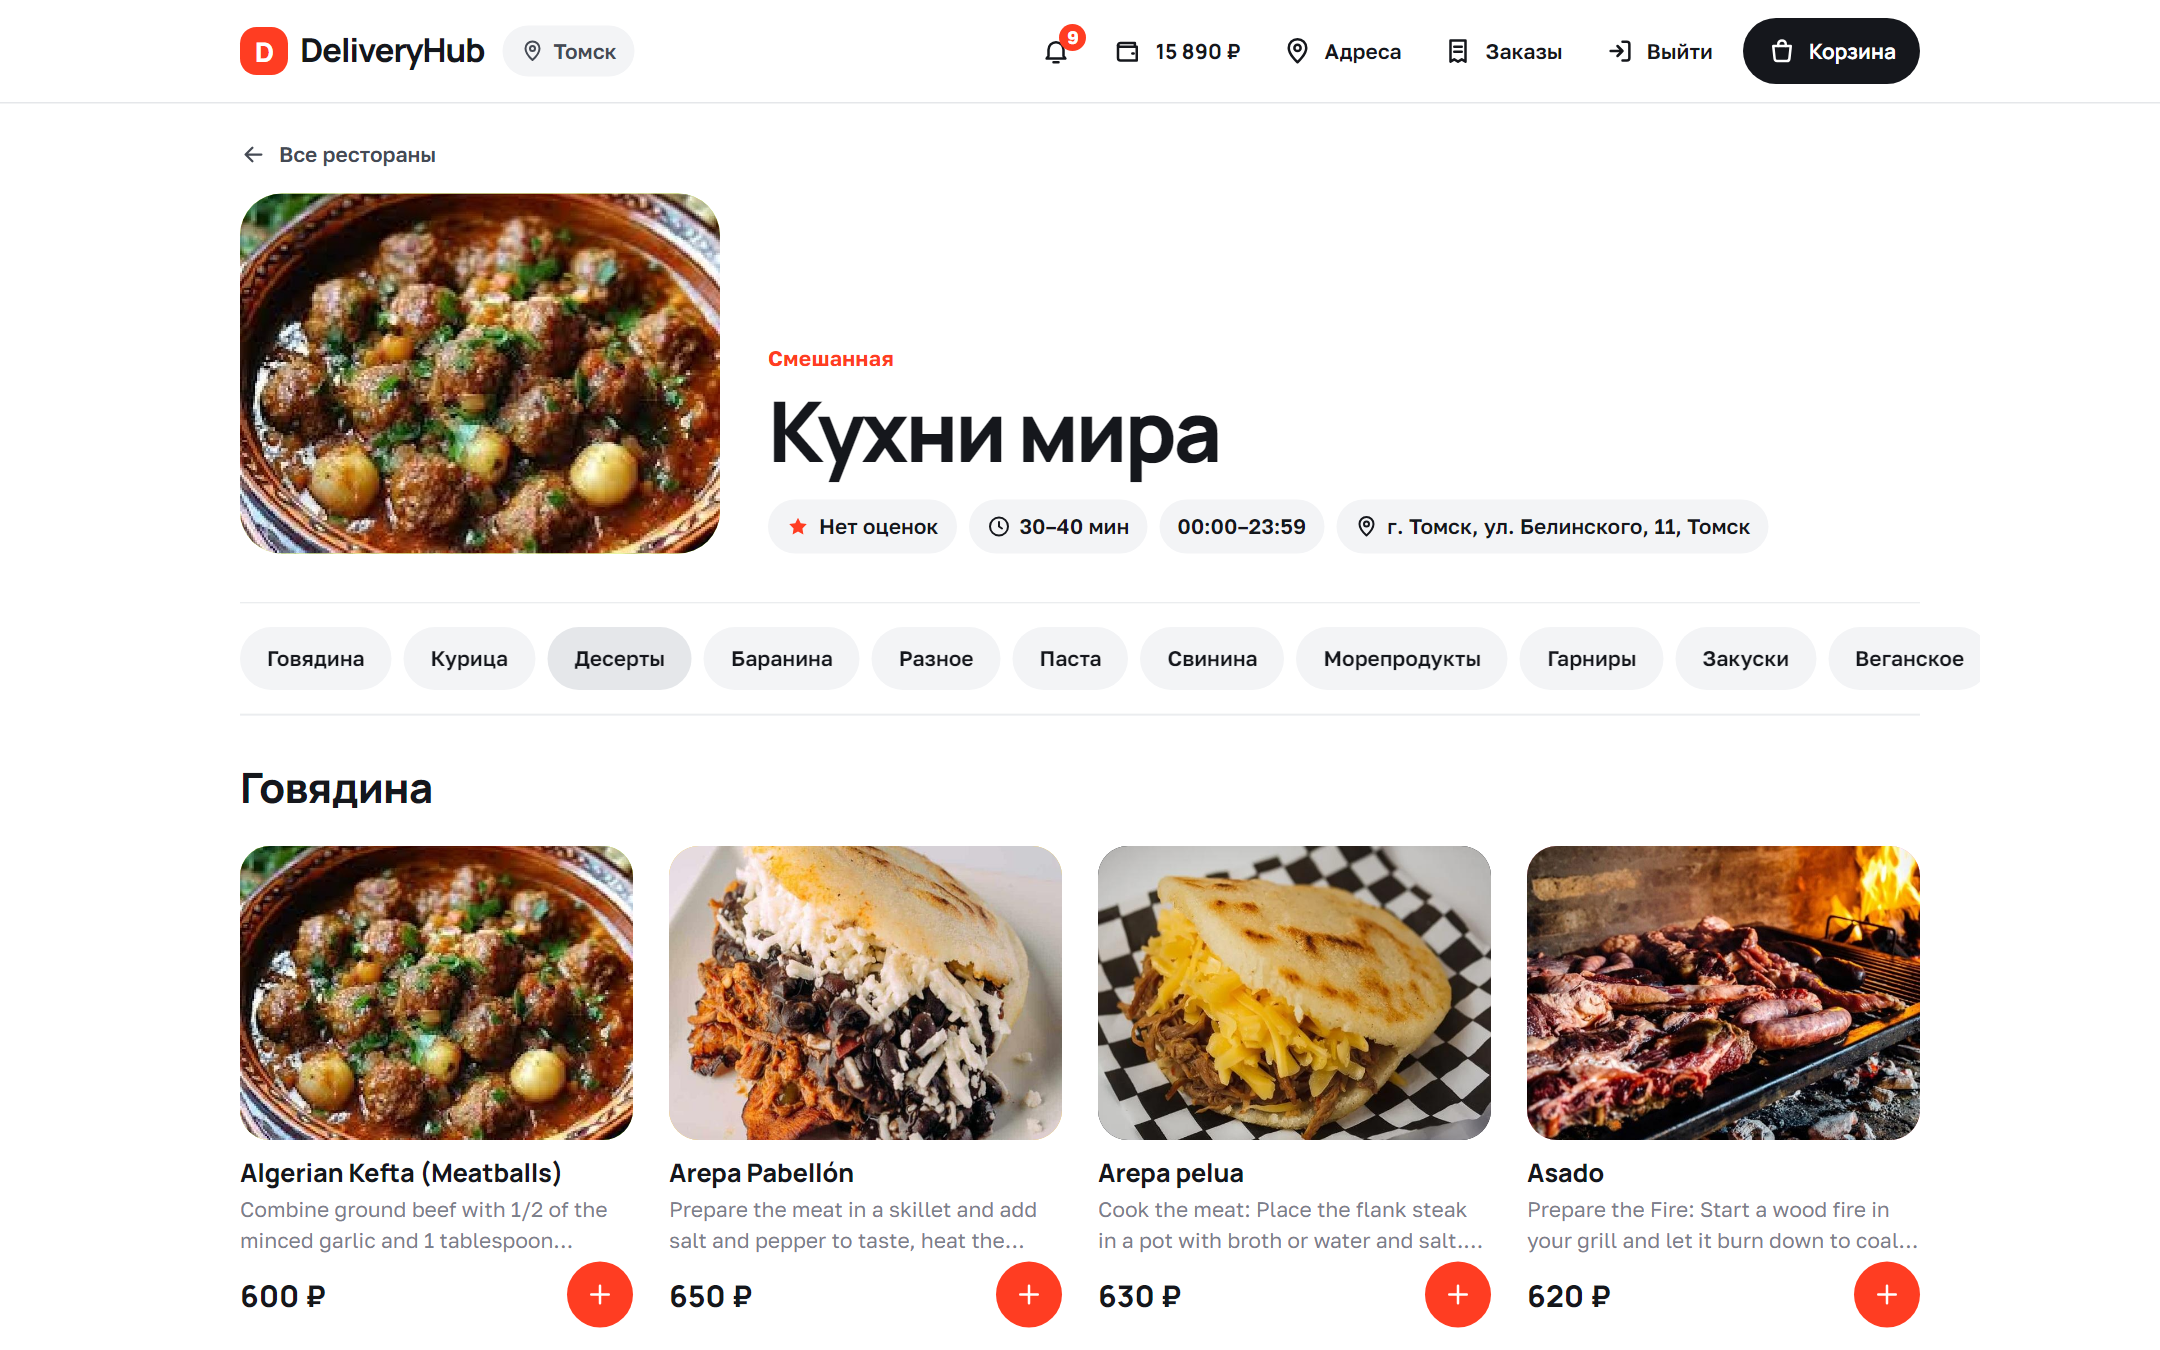 D DeliveryHub Томск 9 15 890 ₽ Адреса Заказы Выйти Корзина
Все рестораны
Смешанная
Кухни мира
Нет оценок 30–40 мин 00:00–23:59 г. Томск, ул. Белинского, 11, Томск
Говядина Курица Десерты Баранина Разное Паста Свинина Морепродукты Гарниры Закуски Веганское
Говядина
Algerian Kefta (Meatballs)
Combine ground beef with 1/2 of the
minced garlic and 1 tablespoon...
600 ₽
Arepa Pabellón
Prepare the meat in a skillet and add
salt and pepper to taste, heat the...
650 ₽
Arepa pelua
Cook the meat: Place the flank steak
in a pot with broth or water and salt....
630 ₽
Asado
Prepare the Fire: Start a wood fire in
your grill and let it burn down to coal...
620 ₽